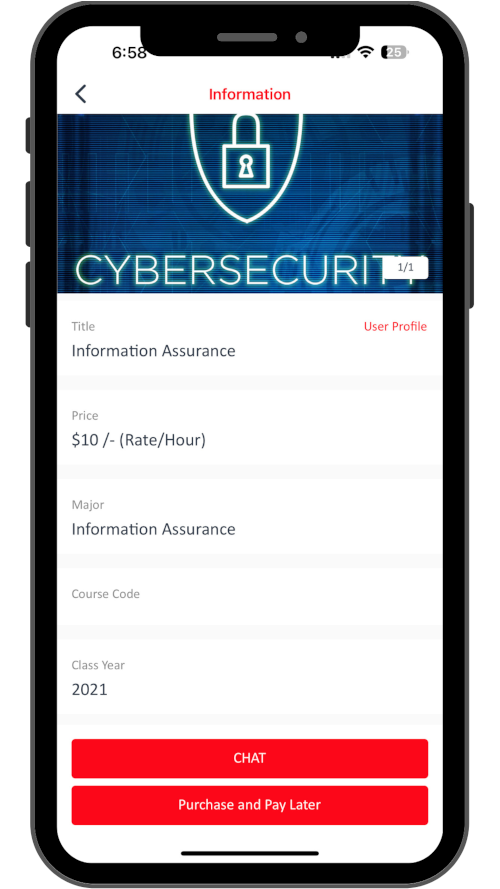 6:58
25
Information
CYBERSECURITY
1/1
Title
User Profile
Information Assurance
Price
$10 /- (Rate/Hour)
Major
Information Assurance
Course Code
Class Year
2021
CHAT
Purchase and Pay Later